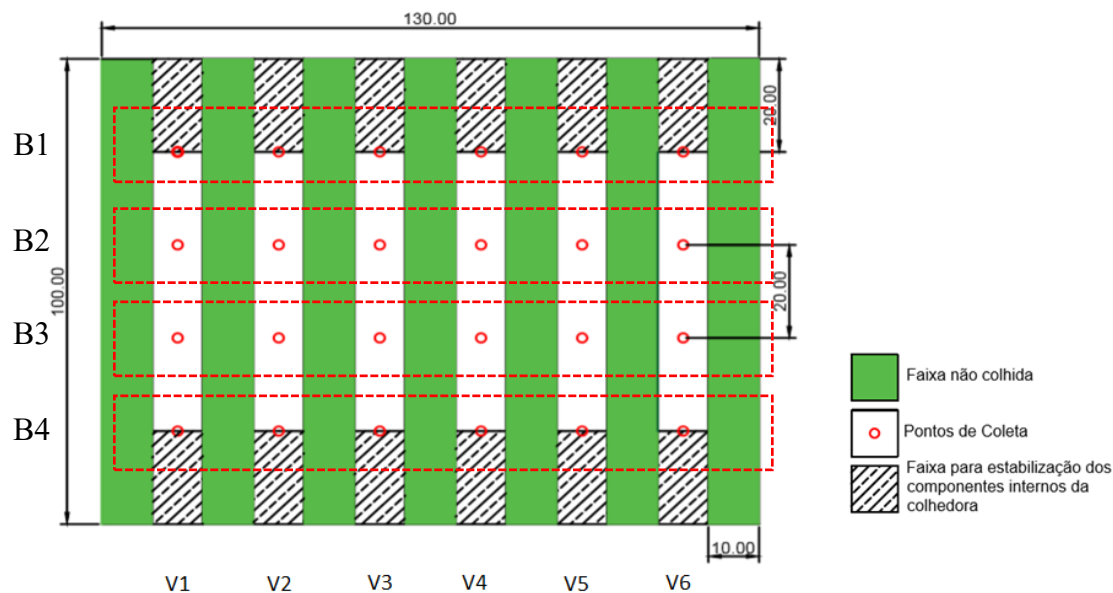 130.00
B1
20.00
B2
100.00
20.00
B3
B4
Faixa não colhida
Pontos de Coleta
Faixa para estabilização dos
componentes internos da
colhedora
10.00
V1 V2 V3 V4 V5 V6